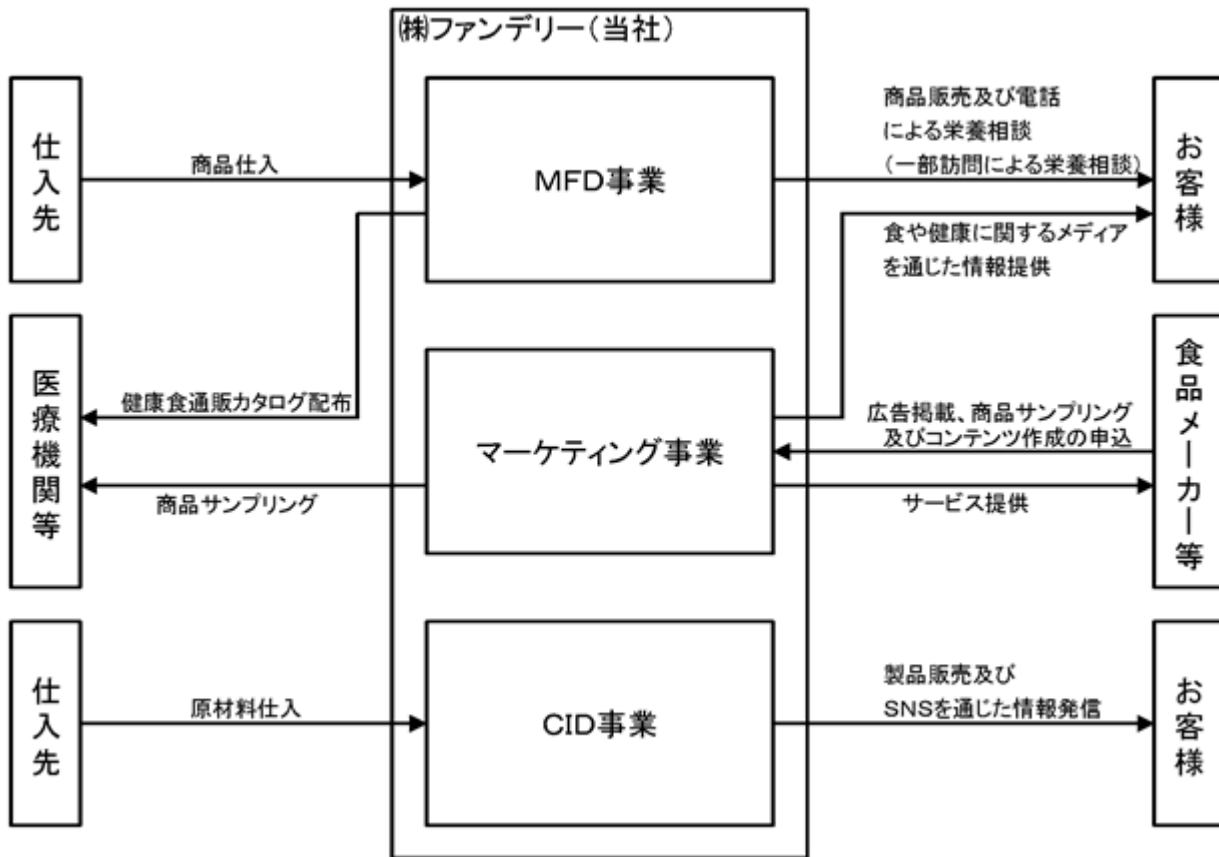 ㈱ファンデリー(当社)
仕入先
商品仕入
MFD事業
商品販売及び電話
による栄養相談
(一部訪問による栄養相談)
お客様
食や健康に関するメディア
を通じた情報提供
医療機関等
健康食通販カタログ配布
商品サンプリング
マーケティング事業
広告掲載、商品サンプリング
及びコンテンツ作成の申込
サービス提供
食品メーカー等
仕入先
原材料仕入
CID事業
製品販売及び
SNSを通じた情報発信
お客様